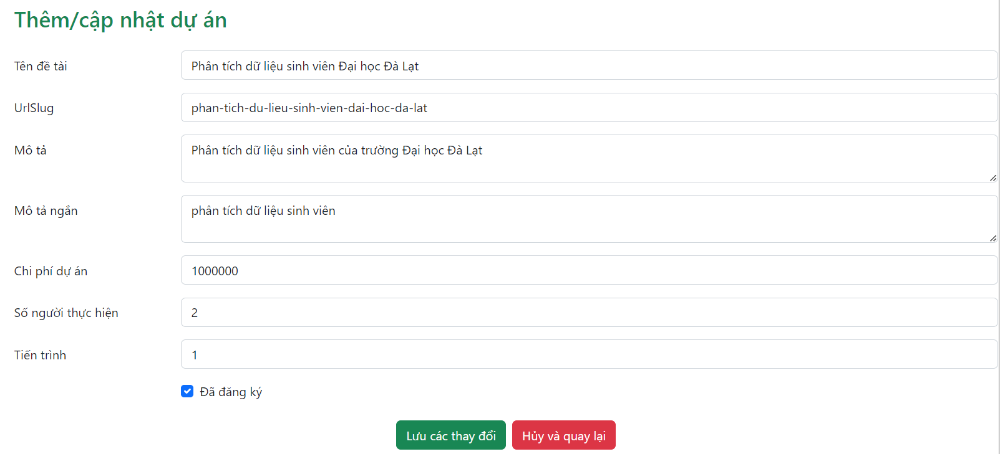 Thêm/cập nhật dự án
Tên đề tài
Phân tích dữ liệu sinh viên Đại học Đà Lạt
UrlSlug
phan-tich-du-lieu-sinh-vien-dai-hoc-da-lat
Mô tả
Phân tích dữ liệu sinh viên của trường Đại học Đà Lạt
Mô tả ngắn
phân tích dữ liệu sinh viên
Chi phí dự án
1000000
Số người thực hiện
2
Tiến trình
1
Đã đăng ký
Lưu các thay đổi
Hủy và quay lại